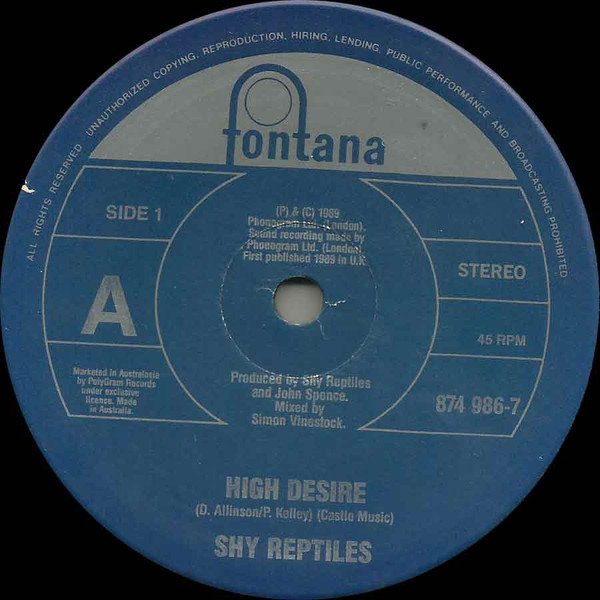 ALL RIGHTS RESERVED UNAUTHORIZED COPYING, REPRODUCTION, HIRING, LENDING, PUBLIC PERFORMANCE AND BROADCASTING PROHIBITED
fontana
SIDE 1
A
(P) & (C) 1989
Phonogram Ltd. (London).
Sound recording made by
Phonogram Ltd. (London)
First published 1989 in U.K
STEREO
45 RPM
874 986-7
Marketed in Australasia
by PolyGram Records
under exclusive
licence. Made
in Australia.
Produced by Shy Reptiles
and John Spence.
Mixed by
Simon Vinestock.
HIGH DESIRE
(D. Allinson/P. Kelley) (Castle Music)
SHY REPTILES